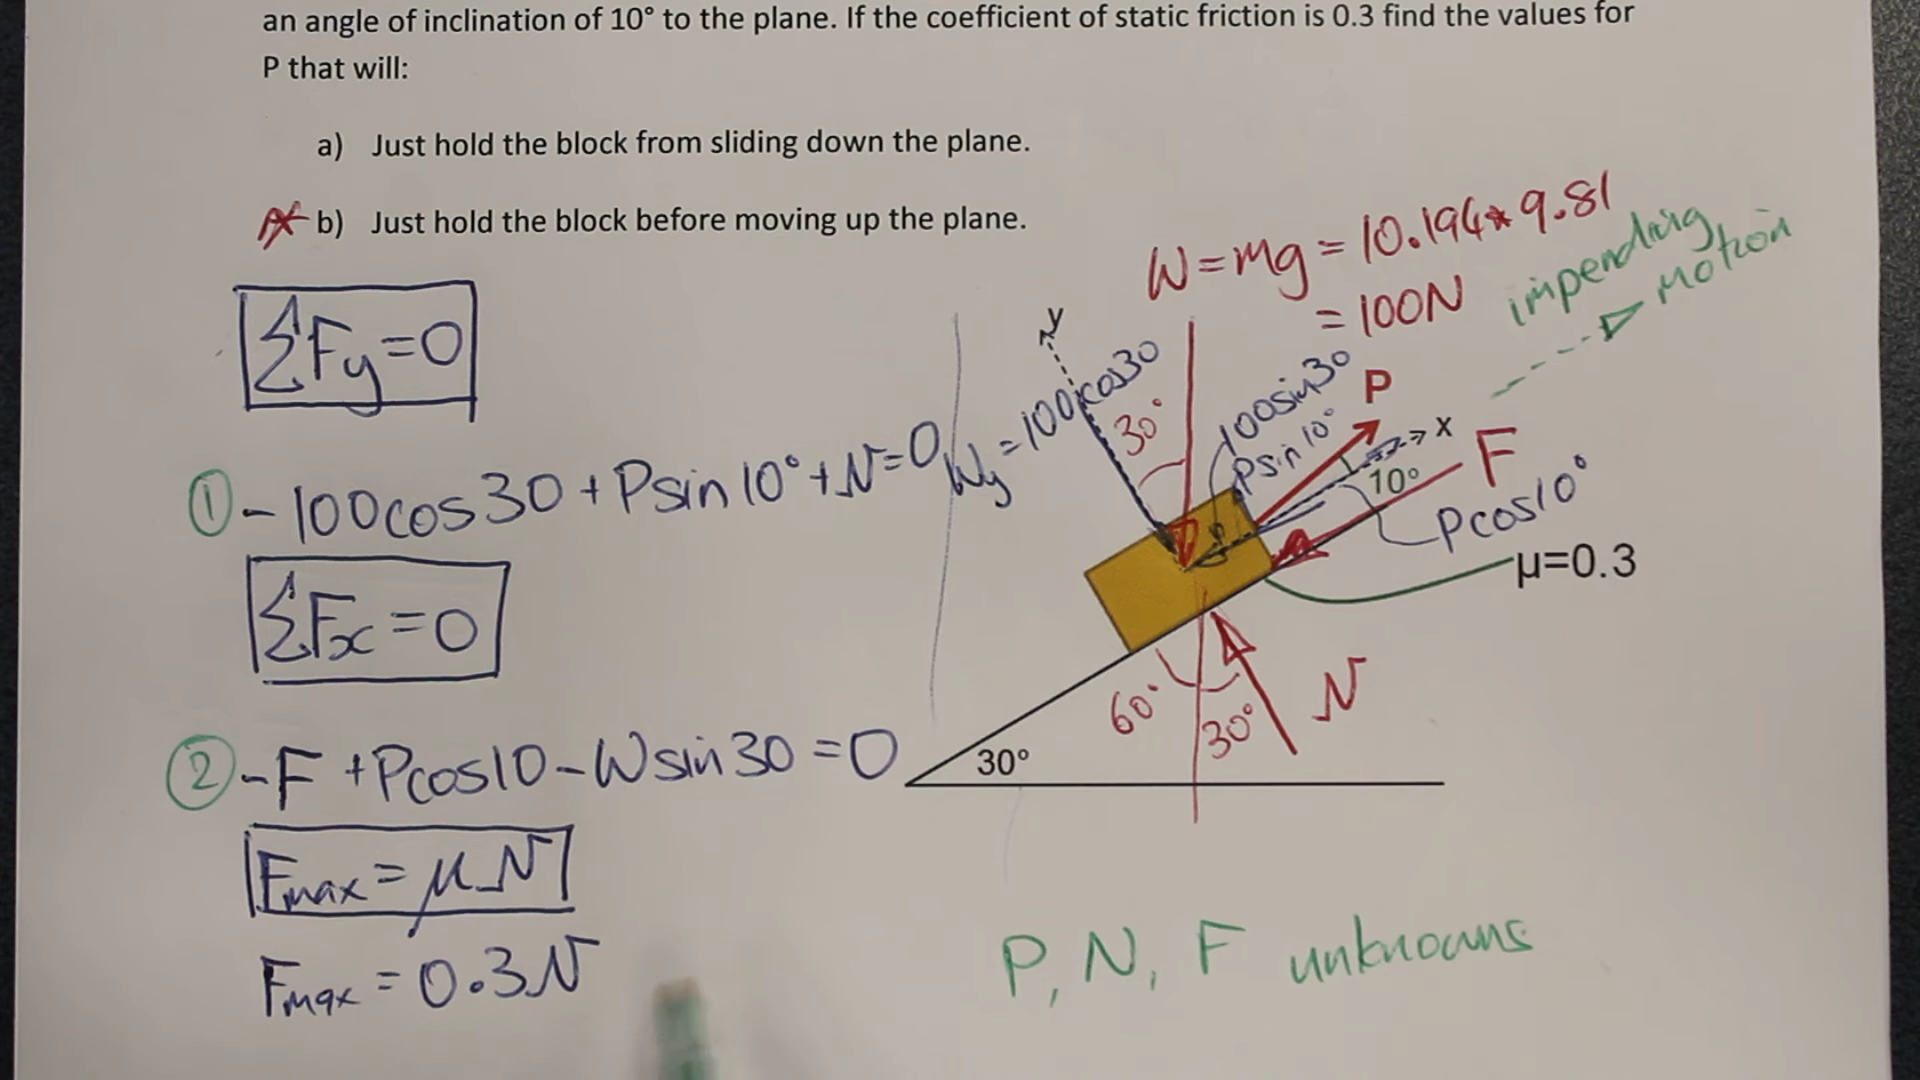 an angle of inclination of 10° to the plane. If the coefficient of static friction is 0.3 find the values for
P that will:
a) Just hold the block from sliding down the plane.
b) Just hold the block before moving up the plane.
W=mg = 10.194*9.81
= 100N
impending
motion
ΣFy=0
① -100cos30 + Psin10° + N=0
ΣFx=0
② -F + Pcos10 - Wsin30 = 0
Fmax = μN
Fmax = 0.3N
y
Wy=100cos30
30°
100sin30
Psin10°
P
x
F
10°
Pcos10°
μ=0.3
60°
30°
N
30°
P, N, F unknowns